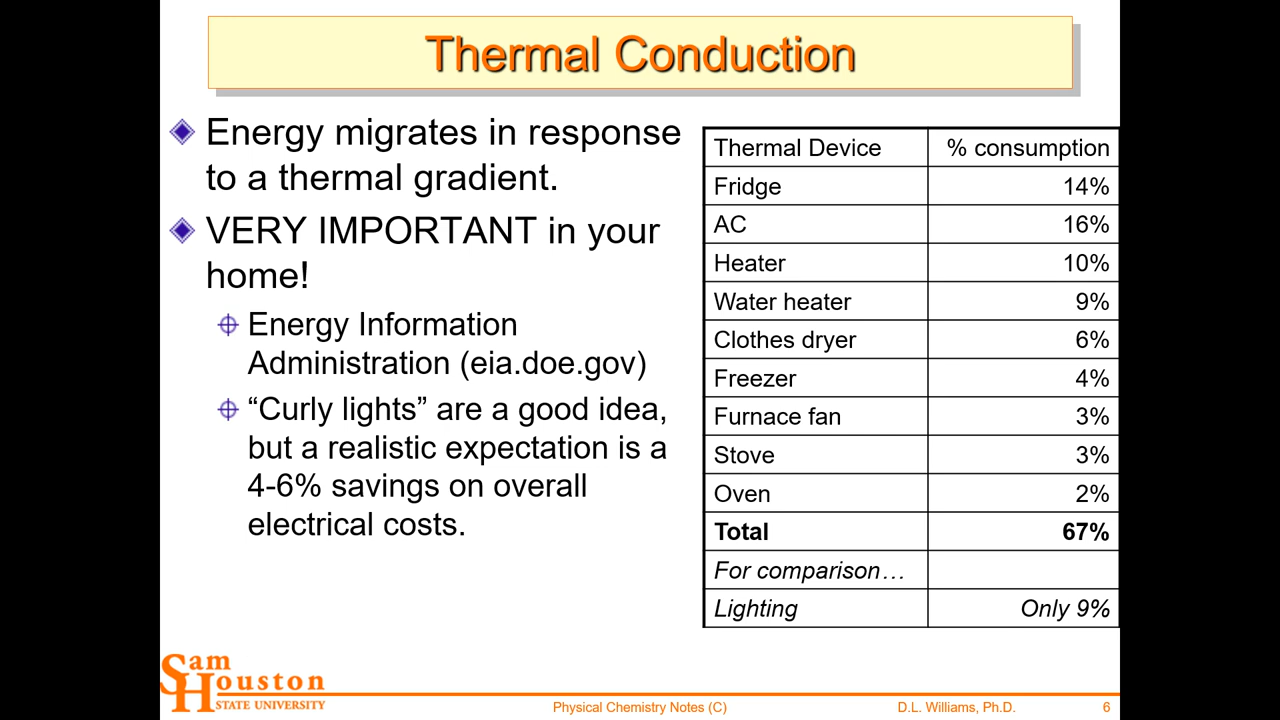 Thermal Conduction
Energy migrates in response
to a thermal gradient.
VERY IMPORTANT in your
home!
Energy Information
Administration (eia.doe.gov)
“Curly lights” are a good idea,
but a realistic expectation is a
4-6% savings on overall
electrical costs.
Thermal Device % consumption
Fridge 14%
AC 16%
Heater 10%
Water heater 9%
Clothes dryer 6%
Freezer 4%
Furnace fan 3%
Stove 3%
Oven 2%
Total 67%
For comparison…
Lighting Only 9%
Sam
Houston
STATE UNIVERSITY
Physical Chemistry Notes (C) D.L. Williams, Ph.D. 6